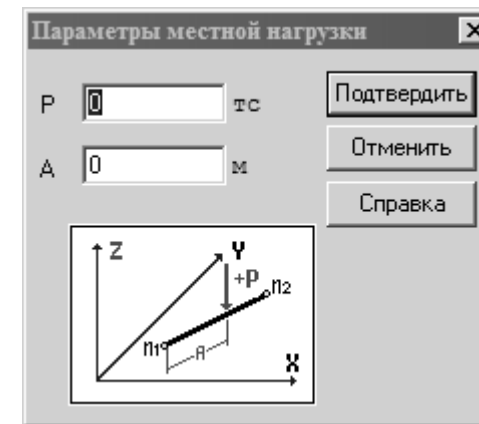 Параметры местной нагрузки
P 0 тс
Подтвердить
A 0 м
Отменить
Справка
Z
Y
+P
n2
n1
A
X